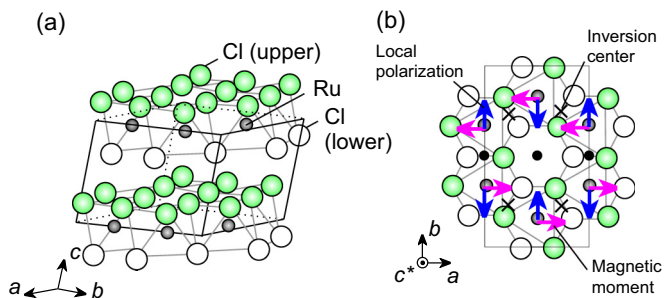 (a)
Cl (upper)
Ru
Cl
(lower)
c
a
b
(b)
Local
polarization
Inversion
center
b
c*
a
Magnetic
moment